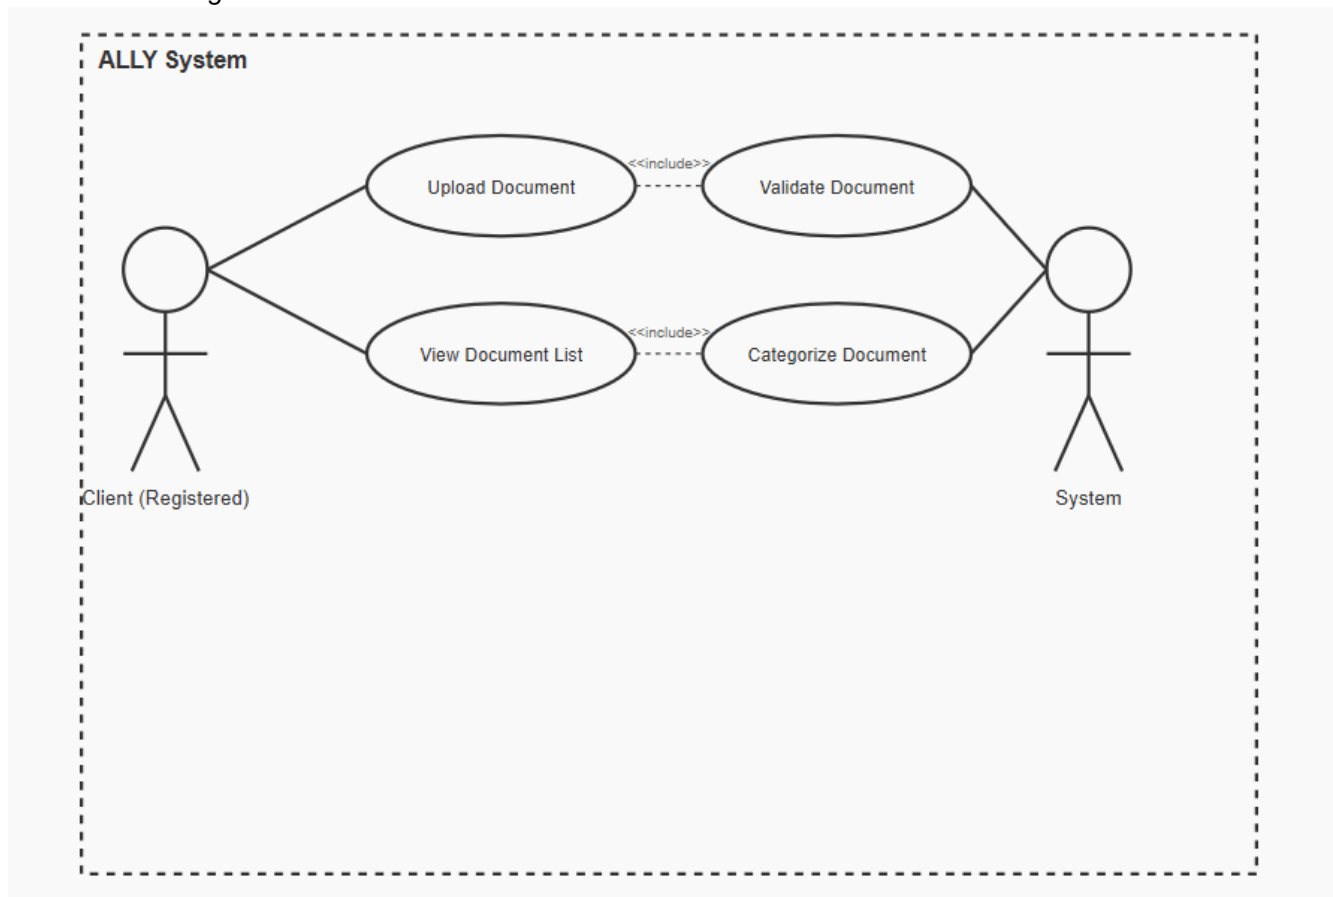 ALLY System
<<include>>
Upload Document
Validate Document
<<include>>
View Document List
Categorize Document
Client (Registered)
System